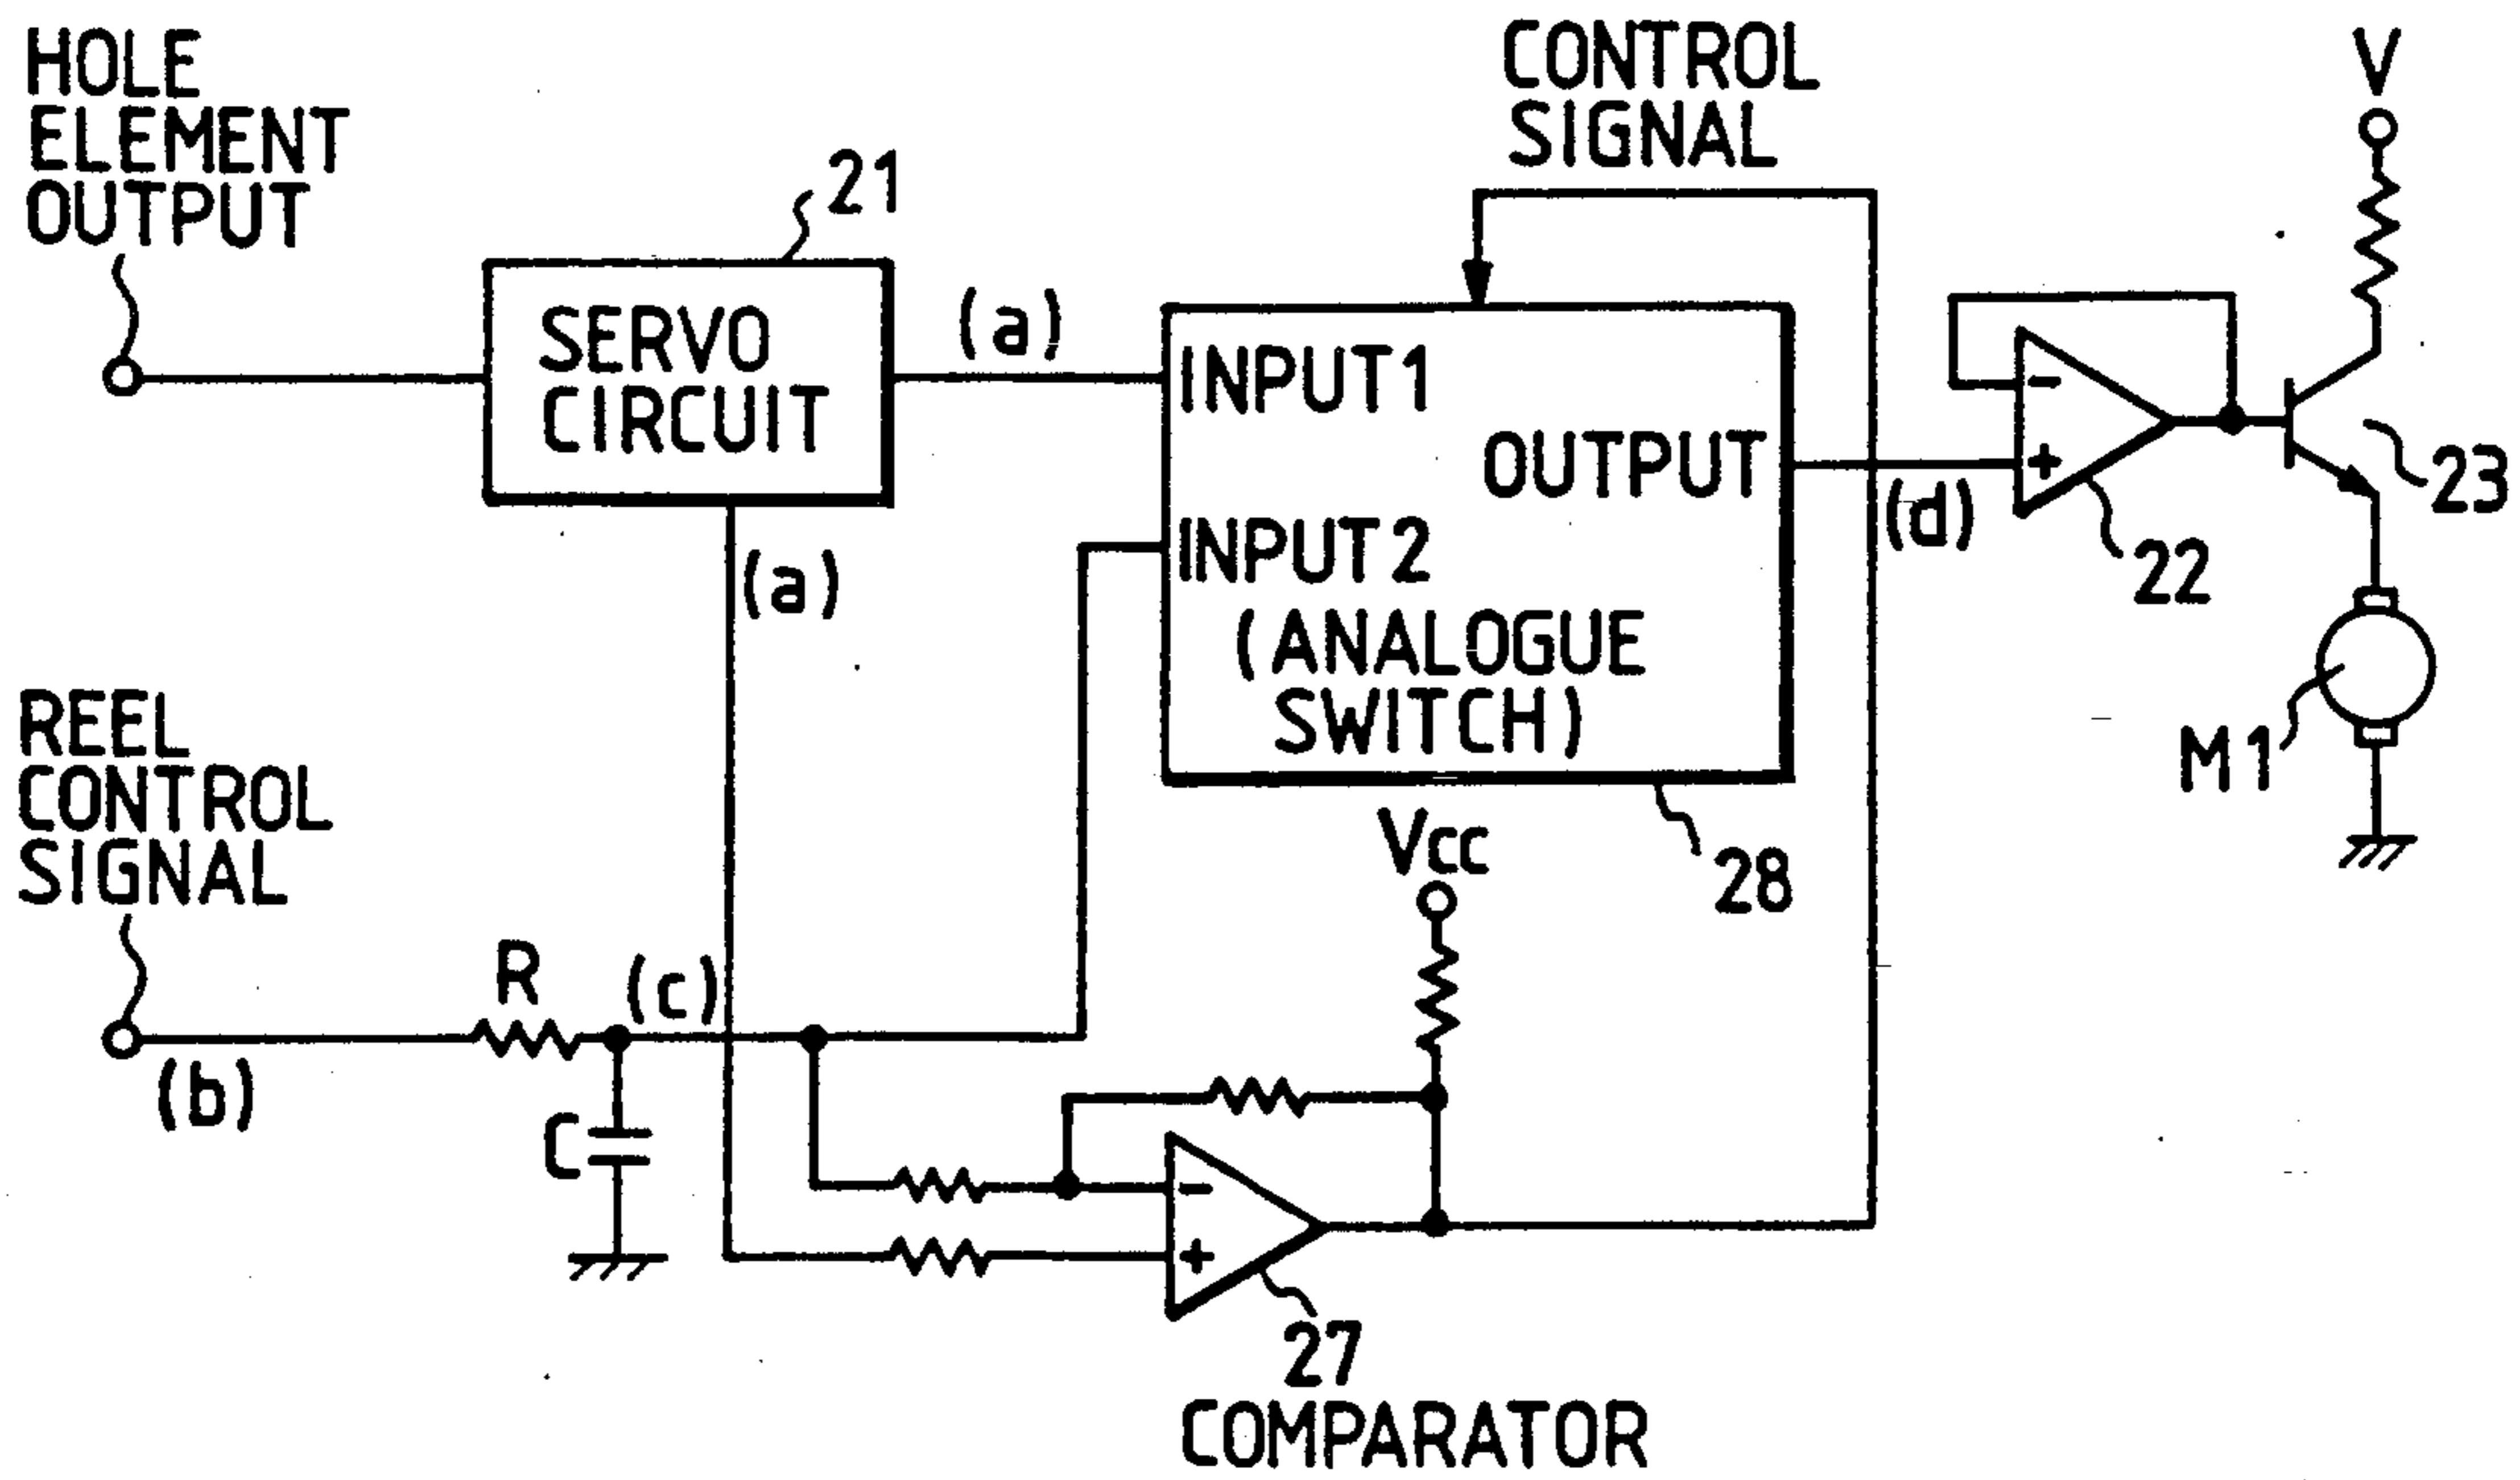 HOLE
ELEMENT
OUTPUT
21
SERVO
CIRCUIT
(a)
(a)
CONTROL
SIGNAL
INPUT1
OUTPUT
INPUT2
(ANALOGUE
SWITCH)
28
(d)
-
+
22
V
23
M1
REEL
CONTROL
SIGNAL
(b)
R
(c)
C
Vcc
-
+
27
COMPARATOR